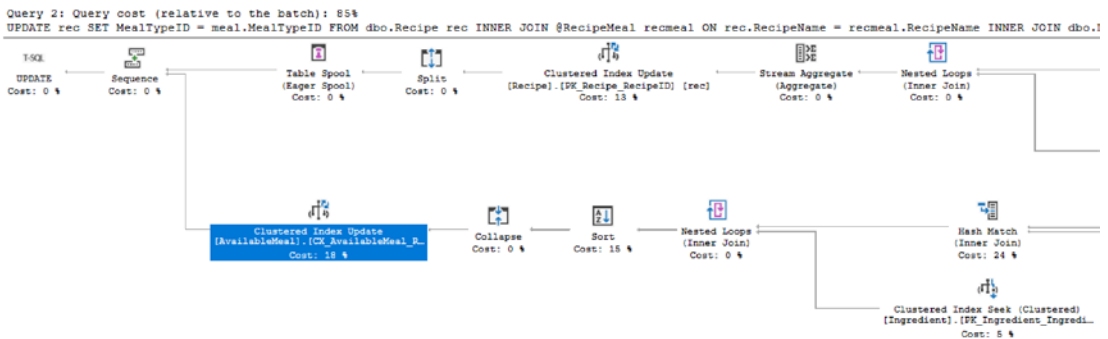 Query 2: Query cost (relative to the batch): 85%
UPDATE rec SET MealTypeID = meal.MealTypeID FROM dbo.Recipe rec INNER JOIN @RecipeMeal recmeal ON rec.RecipeName = recmeal.RecipeName INNER JOIN dbo.
T-SQL
UPDATE
Cost: 0 %
Sequence
Cost: 0 %
Table Spool
(Eager Spool)
Cost: 0 %
Split
Cost: 0 %
Clustered Index Update
[Recipe].[PK_Recipe_RecipeID] [rec]
Cost: 13 %
Stream Aggregate
(Aggregate)
Cost: 0 %
Nested Loops
(Inner Join)
Cost: 0 %
Clustered Index Update
[AvailableMeal].[CX_AvailableMeal_R…
Cost: 18 %
Collapse
Cost: 0 %
Sort
Cost: 15 %
Nested Loops
(Inner Join)
Cost: 0 %
Hash Match
(Inner Join)
Cost: 24 %
Clustered Index Seek (Clustered)
[Ingredient].[PK_Ingredient_Ingredi…
Cost: 5 %